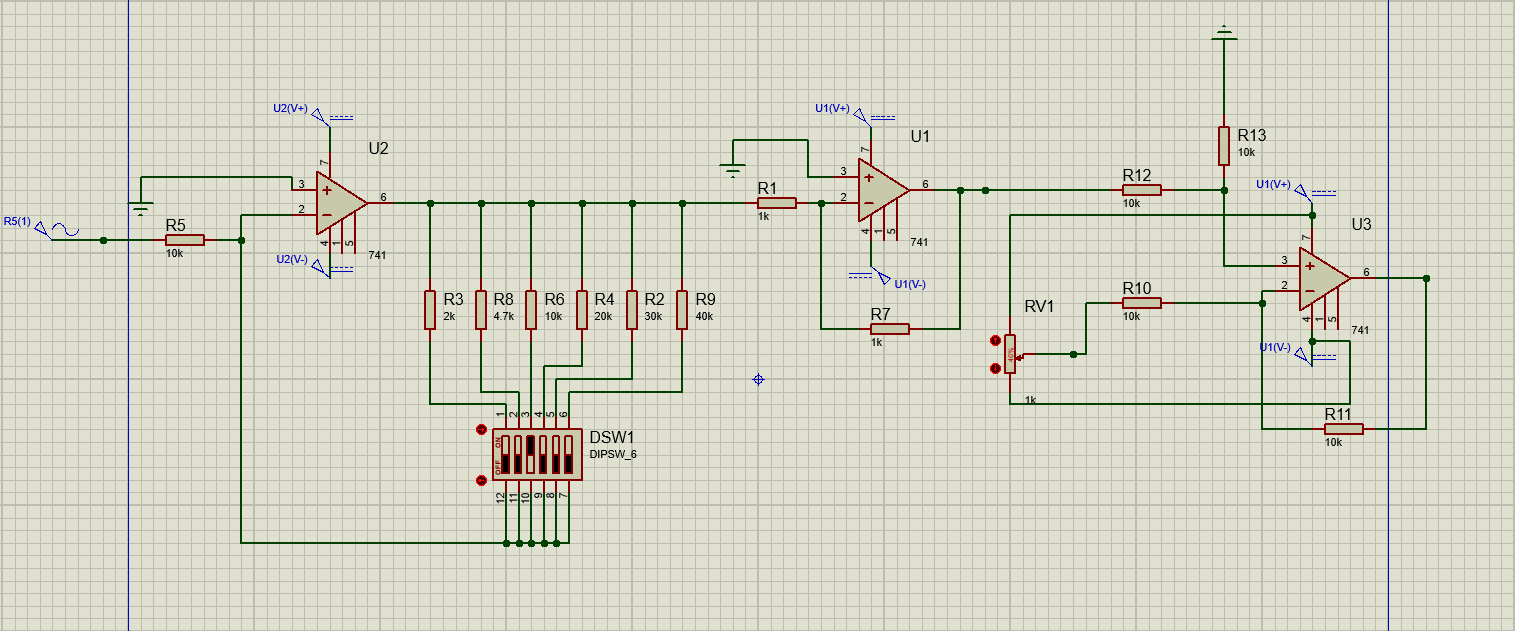 U2(V+)
U2
7
3
6
2
4
1
5
741
U2(V-)
R5(1)
R5
10k
R3
2k
R8
4.7k
R6
10k
R4
20k
R2
30k
R9
40k
1
2
3
4
5
6
ON
OFF
DSW1
DIPSW_6
12
11
10
9
8
7
R1
1k
U1(V+)
U1
7
3
6
2
4
1
5
741
U1(V-)
R7
1k
R12
10k
R13
10k
U1(V+)
U3
7
3
6
2
4
1
5
741
U1(V-)
R10
10k
RV1
1k
R11
10k